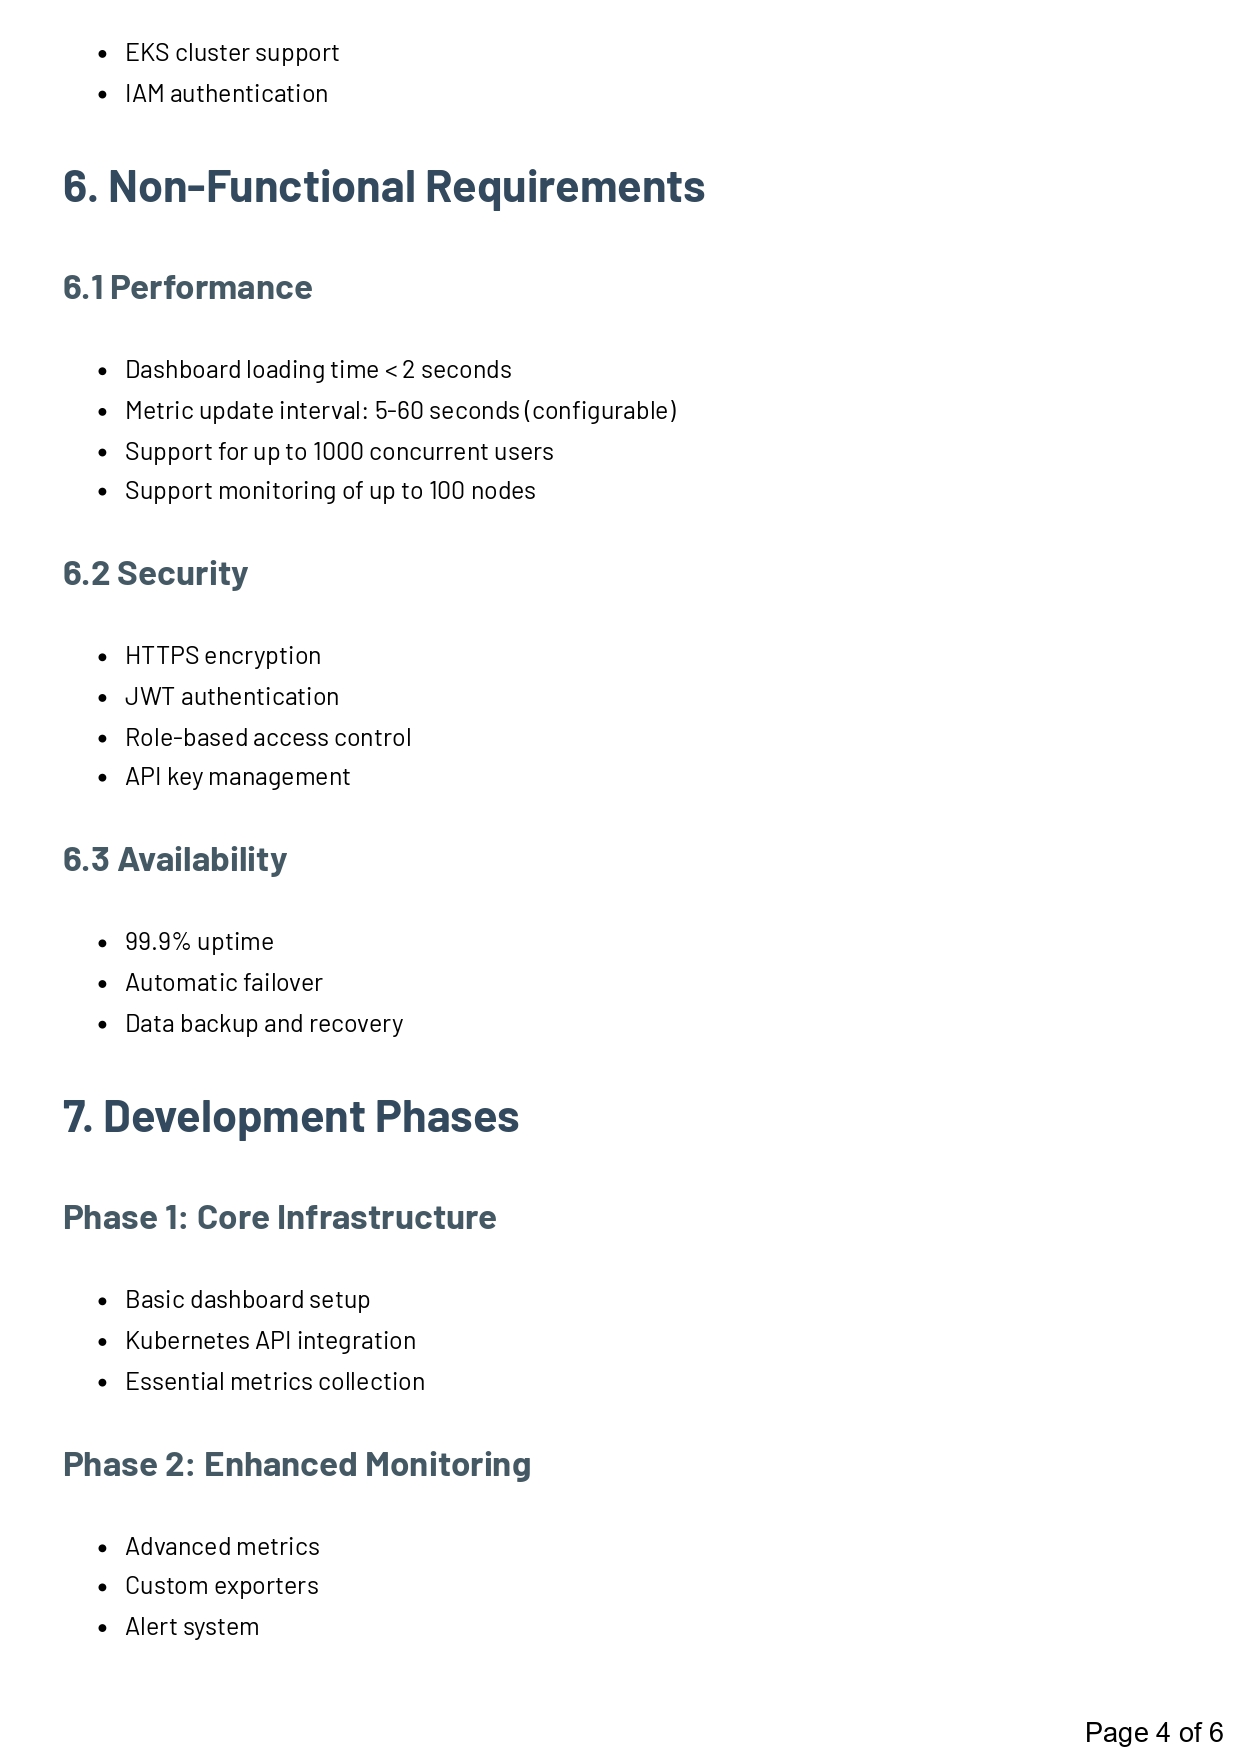 • EKS cluster support
• IAM authentication
6. Non-Functional Requirements
6.1 Performance
• Dashboard loading time < 2 seconds
• Metric update interval: 5-60 seconds (configurable)
• Support for up to 1000 concurrent users
• Support monitoring of up to 100 nodes
6.2 Security
• HTTPS encryption
• JWT authentication
• Role-based access control
• API key management
6.3 Availability
• 99.9% uptime
• Automatic failover
• Data backup and recovery
7. Development Phases
Phase 1: Core Infrastructure
• Basic dashboard setup
• Kubernetes API integration
• Essential metrics collection
Phase 2: Enhanced Monitoring
• Advanced metrics
• Custom exporters
• Alert system
Page 4 of 6